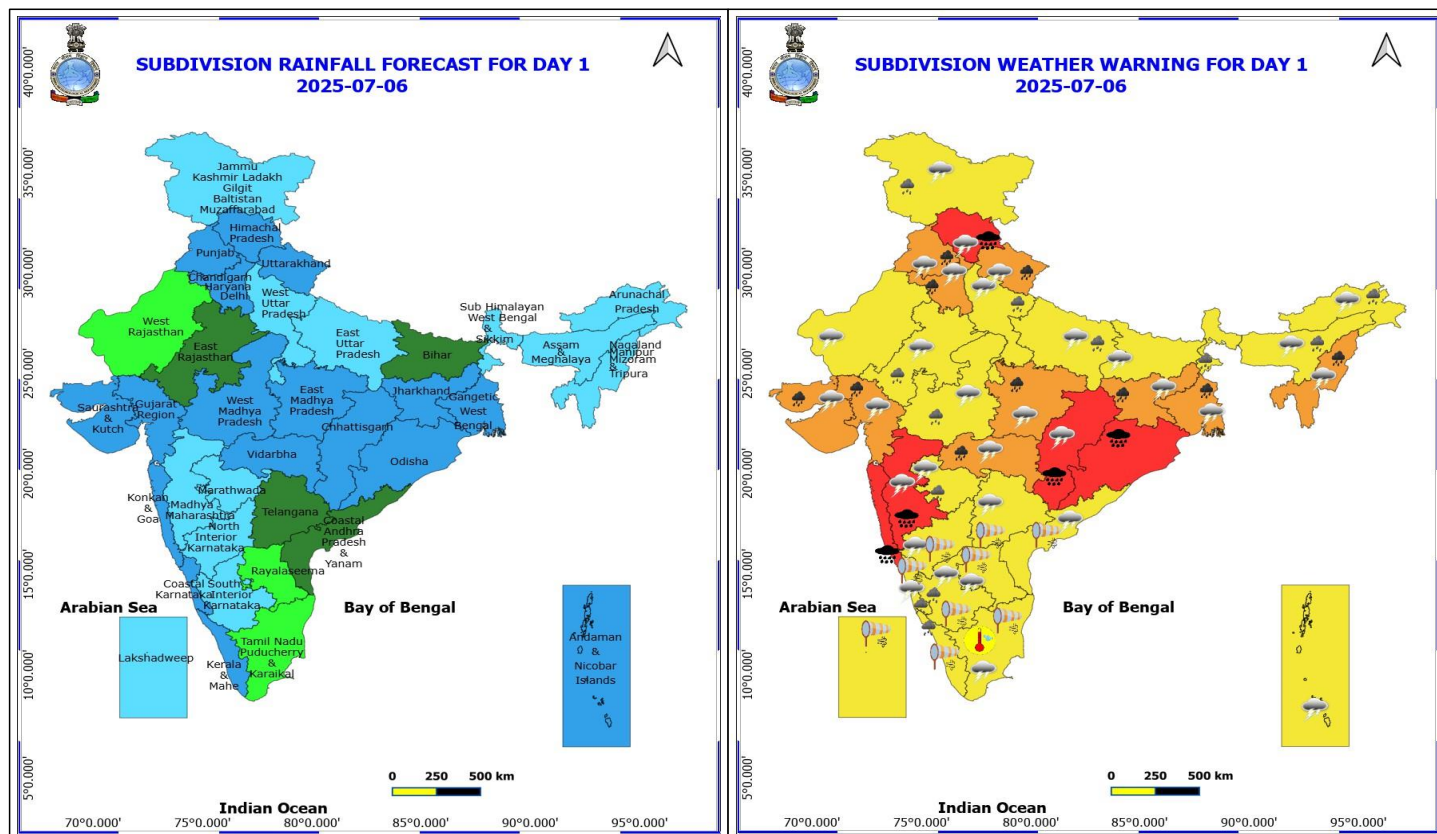 SUBDIVISION RAINFALL FORECAST FOR DAY 1
2025-07-06
40°0.000'
35°0.000'
30°0.000'
25°0.000'
20°0.000'
15°0.000'
10°0.000'
5°0.000'
Jammu
Kashmir Ladakh
Gilgit
Baltistan
Muzaffarabad
Himachal
Pradesh
Punjab
Uttarakhand
Chandigarh
Haryana
Delhi
West
Uttar
Pradesh
West
Rajasthan
East
Rajasthan
East
Uttar
Pradesh
Bihar
Sub Himalayan
West Bengal
&
Sikkim
Arunachal
Pradesh
Assam
&
Meghalaya
Nagaland
Manipur
Mizoram
&
Tripura
Saurashtra
&
Kutch
Gujarat
Region
West
Madhya
Pradesh
East
Madhya
Pradesh
Jharkhand
Gangetic
West
Bengal
Chhattisgarh
Vidarbha
Odisha
Konkan
&
Goa
Marathwada
Madhya
Maharashtra
North
Interior
Karnataka
Telangana
Coastal
Andhra
Pradesh
&
Yanam
Rayalaseema
Coastal
Karnataka
South
Interior
Karnataka
Arabian Sea
Bay of Bengal
Lakshadweep
Tamil Nadu
Puducherry
&
Karaikal
Kerala
&
Mahe
Andaman
&
Nicobar
Islands
0 250 500 km
Indian Ocean
70°0.000' 75°0.000' 80°0.000' 85°0.000' 90°0.000' 95°0.000'
SUBDIVISION WEATHER WARNING FOR DAY 1
2025-07-06
40°0.000'
35°0.000'
30°0.000'
25°0.000'
20°0.000'
15°0.000'
10°0.000'
5°0.000'
Arabian Sea
Bay of Bengal
0 250 500 km
Indian Ocean
70°0.000' 75°0.000' 80°0.000' 85°0.000' 90°0.000' 95°0.000'